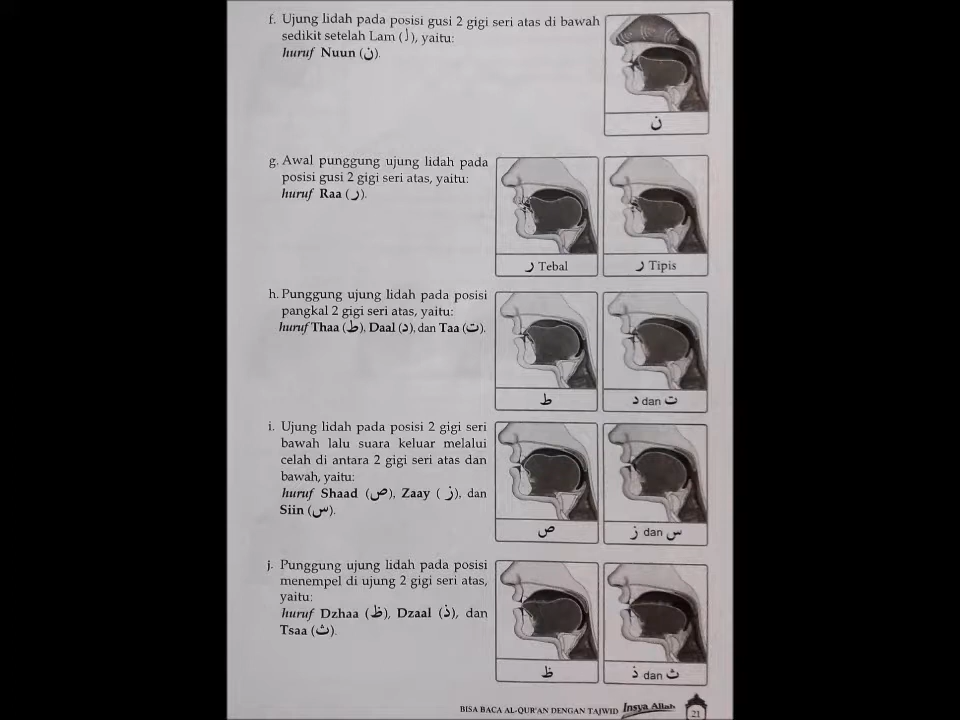 f. Ujung lidah pada posisi gusi 2 gigi seri atas di bawah
sedikit setelah Lam (ل), yaitu:
huruf Nuun (ن).
ن
g. Awal punggung ujung lidah pada
posisi gusi 2 gigi seri atas, yaitu:
huruf Raa (ر).
ر Tebal
ر Tipis
h. Punggung ujung lidah pada posisi
pangkal 2 gigi seri atas, yaitu:
huruf Thaa (ط), Daal (د), dan Taa (ت).
ط
د dan ت
i. Ujung lidah pada posisi 2 gigi seri
bawah lalu suara keluar melalui
celah di antara 2 gigi seri atas dan
bawah, yaitu:
huruf Shaad (ص), Zaay (ز), dan
Siin (س).
ص
ز dan س
j. Punggung ujung lidah pada posisi
menempel di ujung 2 gigi seri atas,
yaitu:
huruf Dzhaa (ظ), Dzaal (ذ), dan
Tsaa (ث).
ظ
ذ dan ث
BISA BACA AL-QUR'AN DENGAN TAJWID Insya Allah 21